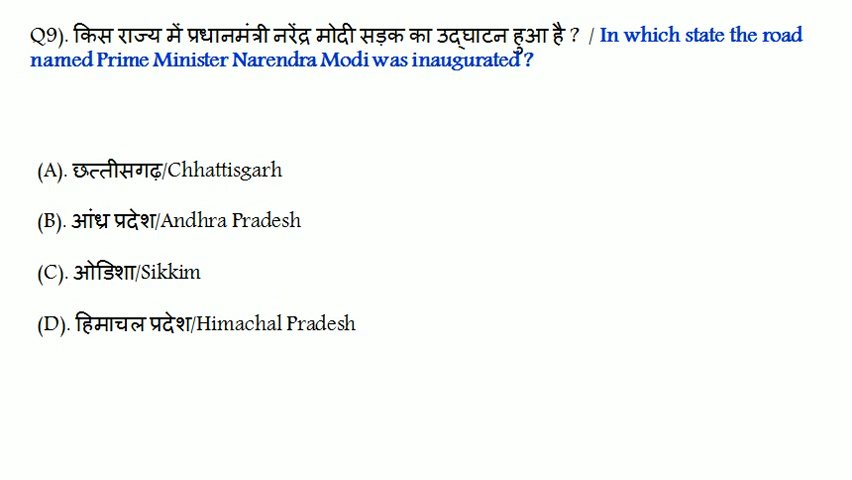 Q9). किस राज्य में प्रधानमंत्री नरेंद्र मोदी सड़क का उद्घाटन हुआ है ? / In which state the road
named Prime Minister Narendra Modi was inaugurated ?
(A). छत्तीसगढ़/Chhattisgarh
(B). आंध्र प्रदेश/Andhra Pradesh
(C). ओडिशा/Sikkim
(D). हिमाचल प्रदेश/Himachal Pradesh